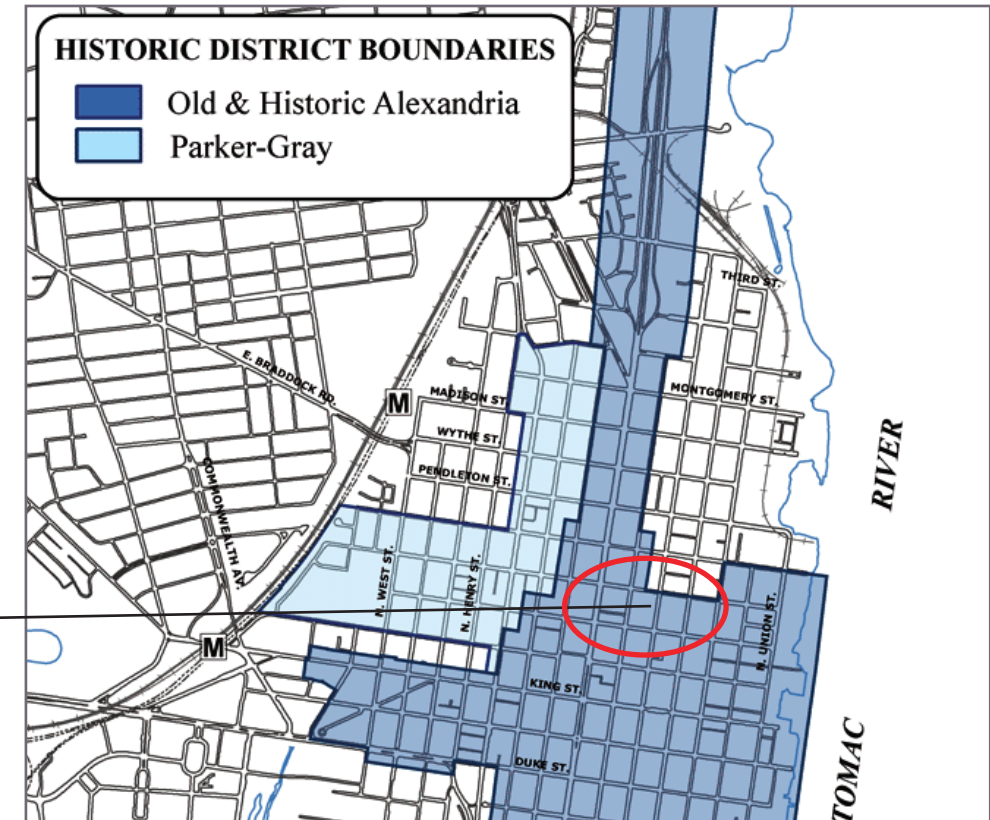 HISTORIC DISTRICT BOUNDARIES
Old & Historic Alexandria
Parker-Gray
THIRD ST.
E. BRADDOCK RD.
M
MADISON ST.
MONTGOMERY ST.
WYTHE ST.
PENDLETON ST.
COMMONWEALTH AV.
RIVER
N. WEST ST.
N. HENRY ST.
N. UNION ST.
M
KING ST.
DUKE ST.
TOMAC